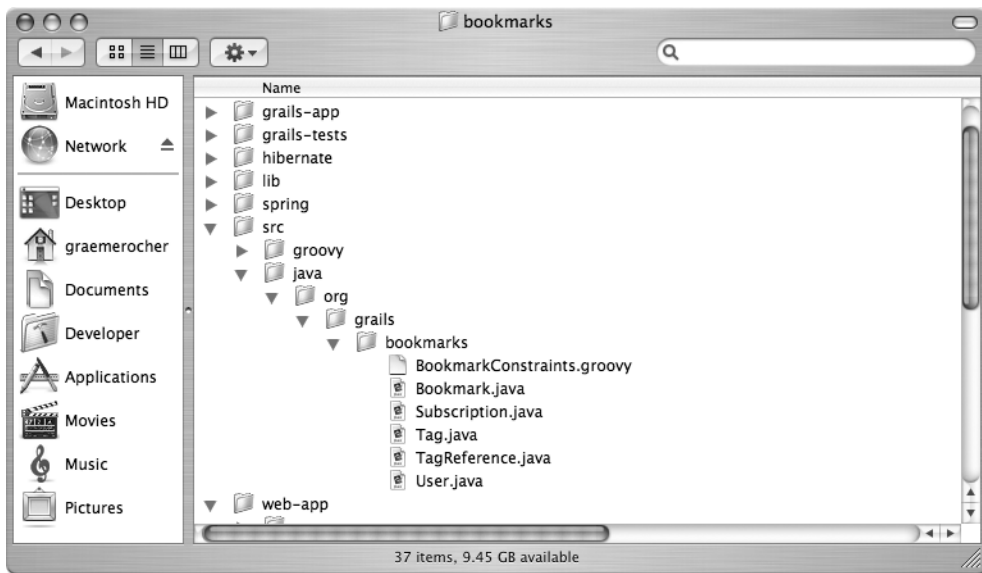 bookmarks
Name
Macintosh HD
Network
Desktop
graemerocher
Documents
Developer
Applications
Movies
Music
Pictures
grails-app
grails-tests
hibernate
lib
spring
src
groovy
java
org
grails
bookmarks
BookmarkConstraints.groovy
Bookmark.java
Subscription.java
Tag.java
TagReference.java
User.java
web-app
37 items, 9.45 GB available